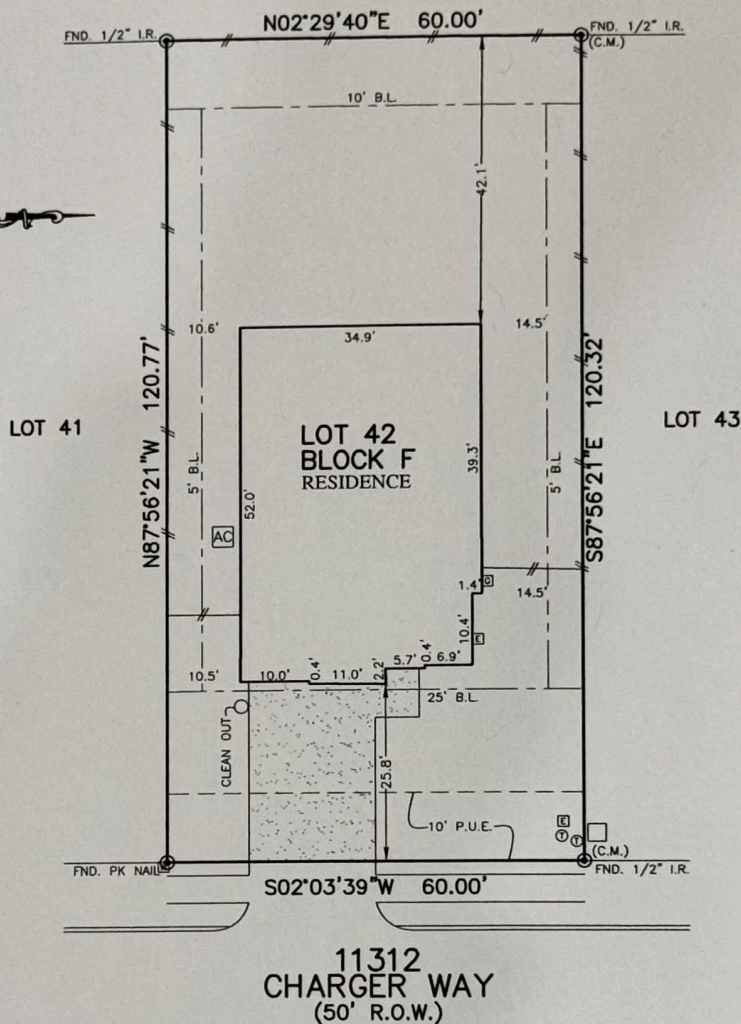 N02°29'40"E 60.00'
FND. 1/2" I.R.
FND. 1/2" I.R.
(C.M.)
10' B.L.
42.1'
10.6'
34.9'
14.5'
N87°56'21"W 120.77'
S87°56'21"E 120.32'
LOT 41
LOT 42
BLOCK F
RESIDENCE
LOT 43
39.3'
5' B.L.
5' B.L.
52.0'
AC
1.4'
G
14.5'
10.4'
E
10.5'
10.0'
0.4'
11.0'
2.2'
5.7'
0.4'
6.9'
25' B.L.
CLEAN OUT
25.8'
10' P.U.E.
E
T
T
(C.M.)
FND. PK NAIL
FND. 1/2" I.R.
S02°03'39"W 60.00'
11312
CHARGER WAY
(50' R.O.W.)